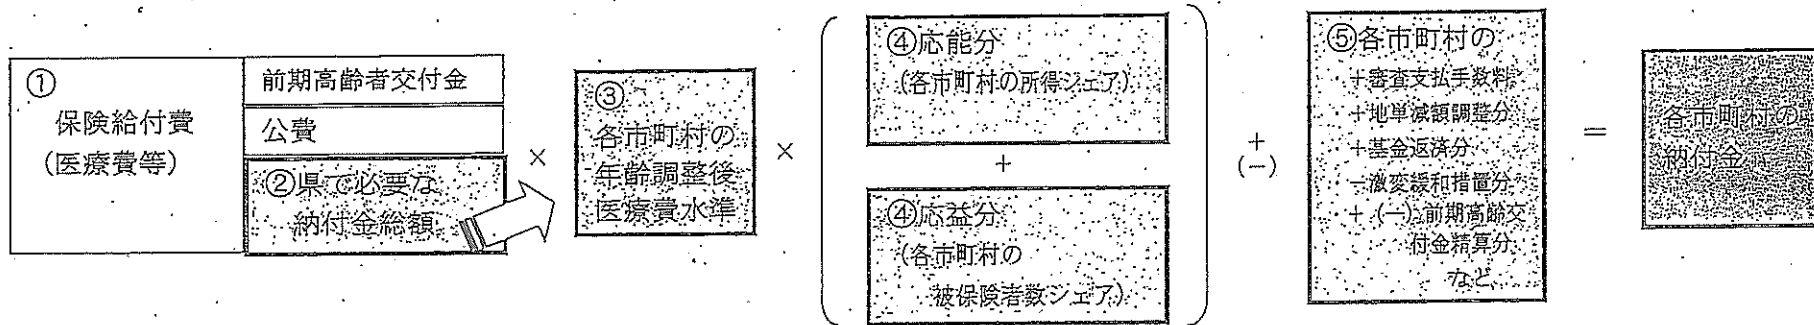 ①
保険給付費
(医療費等)
前期高齢者交付金
公費
②県で必要な
納付金総額
×
③
各市町村の
年齢調整後
医療費水準
×
④応能分
(各市町村の所得シェア)
+
④応益分
(各市町村の
被保険者数シェア)
+
(−)
⑤各市町村の
+審査支払手数料
+地単減額調整分
+基金返済分
−激変緩和措置分
+(−)前期高齢交
付金精算分
など
=
各市町村の
納付金